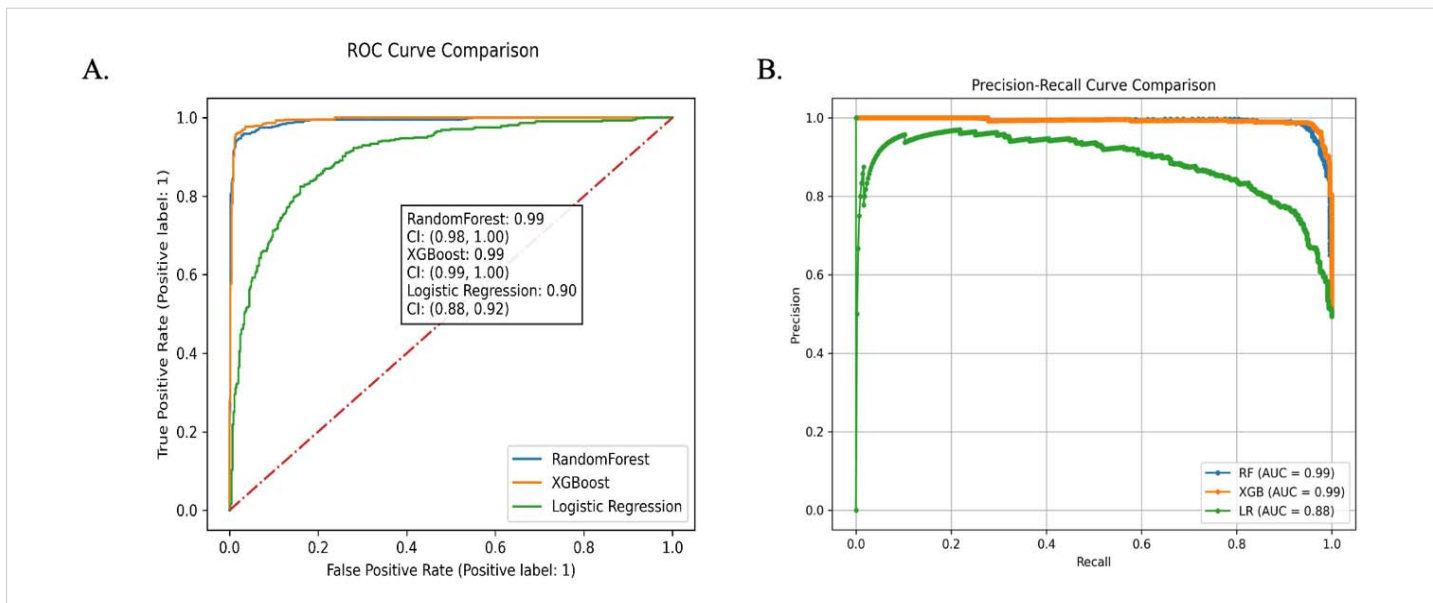 A.
ROC Curve Comparison
True Positive Rate (Positive label: 1)
1.0
0.8
0.6
0.4
0.2
0.0
RandomForest: 0.99
CI: (0.98, 1.00)
XGBoost: 0.99
CI: (0.99, 1.00)
Logistic Regression: 0.90
CI: (0.88, 0.92)
RandomForest
XGBoost
Logistic Regression
0.0 0.2 0.4 0.6 0.8 1.0
False Positive Rate (Positive label: 1)
B.
Precision-Recall Curve Comparison
Precision
1.0
0.8
0.6
0.4
0.2
0.0
RF (AUC = 0.99)
XGB (AUC = 0.99)
LR (AUC = 0.88)
0.0 0.2 0.4 0.6 0.8 1.0
Recall